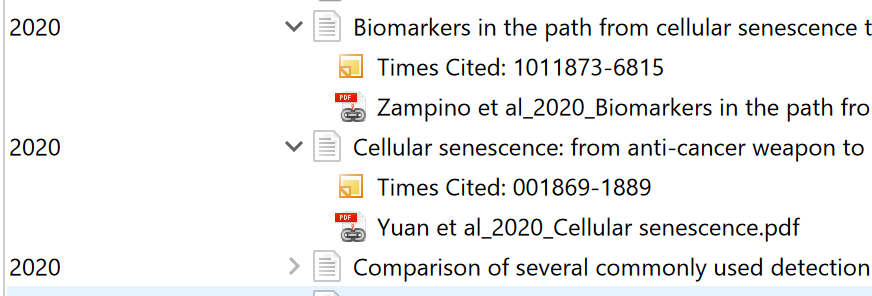 2020 Biomarkers in the path from cellular senescence t
Times Cited: 1011873-6815
PDF Zampino et al_2020_Biomarkers in the path fro
2020 Cellular senescence: from anti-cancer weapon to
Times Cited: 001869-1889
PDF Yuan et al_2020_Cellular senescence.pdf
2020 Comparison of several commonly used detection